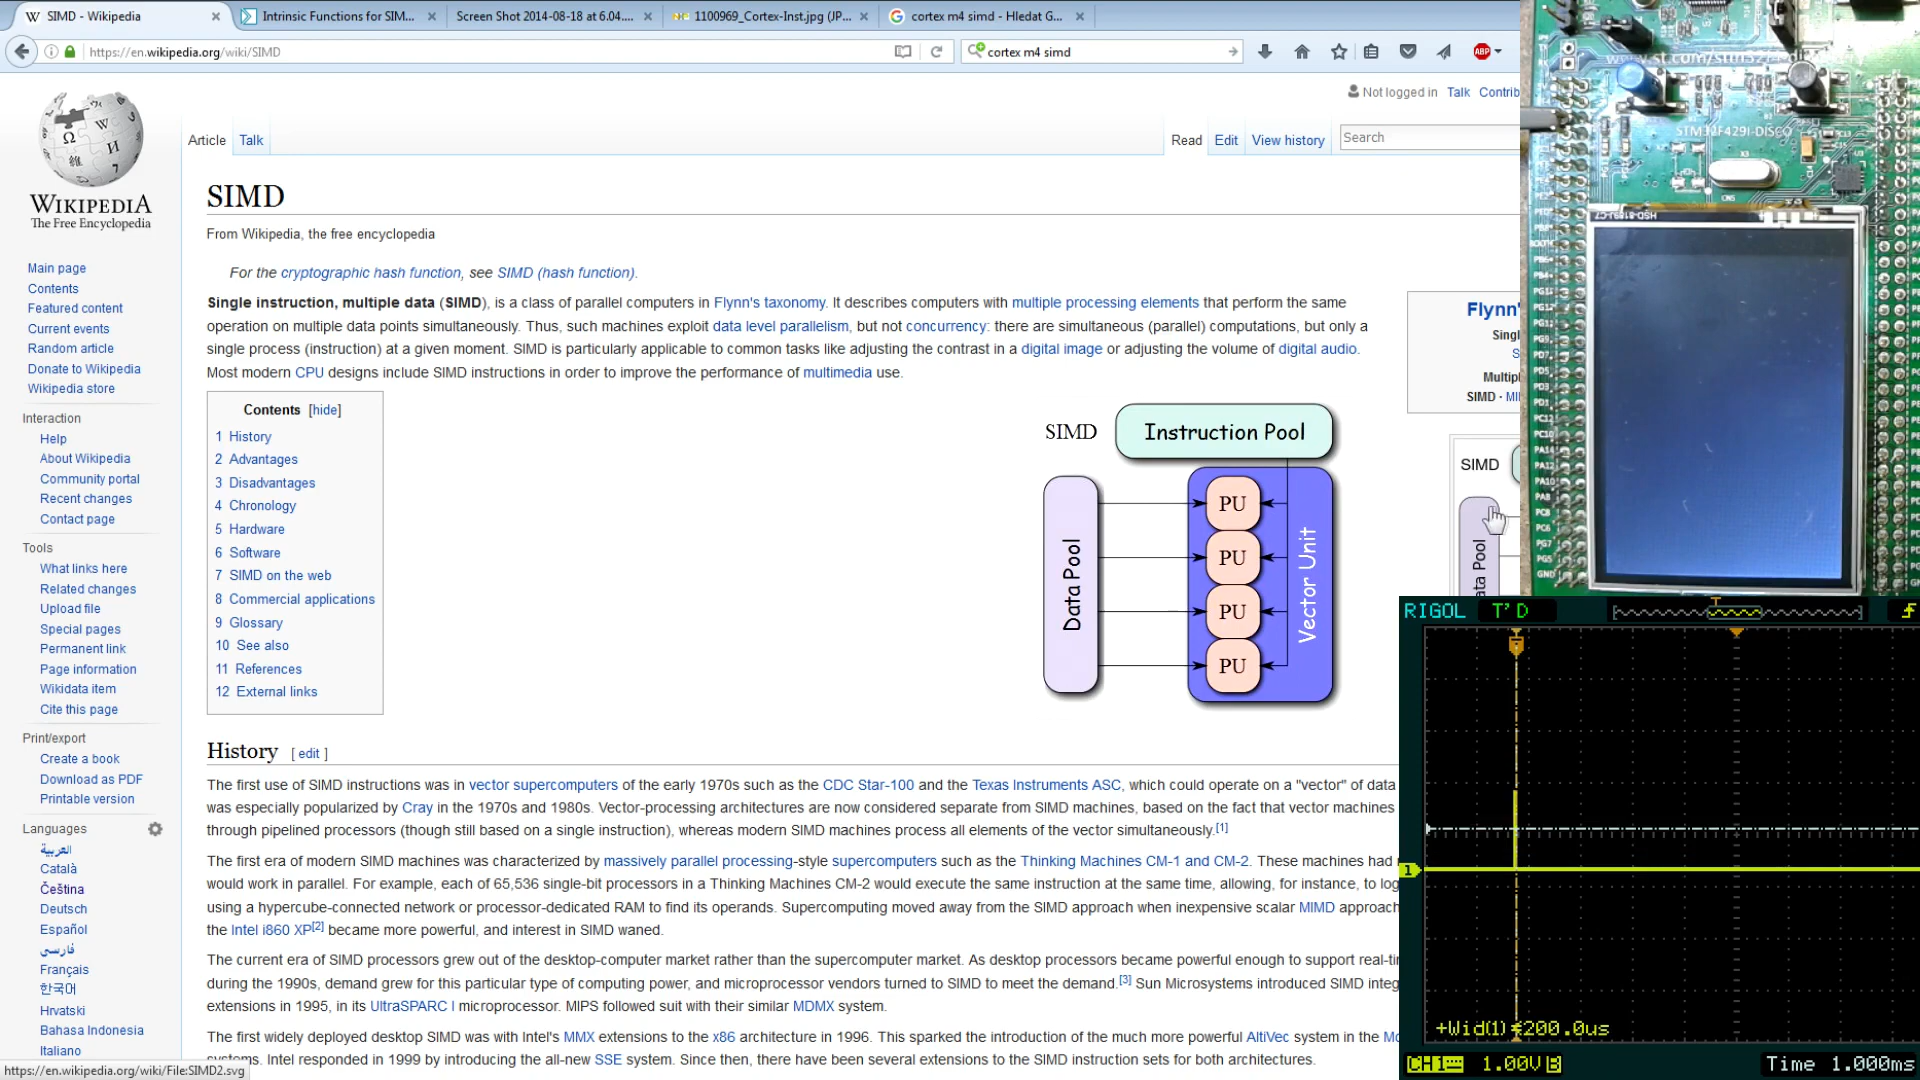 SIMD - Wikipedia
Intrinsic Functions for SIM...
Screen Shot 2014-08-18 at 6.04....
1100969_Cortex-Inst.jpg (JP...
cortex m4 simd - Hledat G...
https://en.wikipedia.org/wiki/SIMD
cortex m4 simd
ABP
Not logged in Talk Contrib
Article Talk
Read Edit View history
Search
WIKIPEDIA
The Free Encyclopedia
Main page
Contents
Featured content
Current events
Random article
Donate to Wikipedia
Wikipedia store
Interaction
Help
About Wikipedia
Community portal
Recent changes
Contact page
Tools
What links here
Related changes
Upload file
Special pages
Permanent link
Page information
Wikidata item
Cite this page
Print/export
Create a book
Download as PDF
Printable version
Languages
العربية
Català
Čeština
Deutsch
Español
فارسی
Français
한국어
Hrvatski
Bahasa Indonesia
Italiano
https://en.wikipedia.org/wiki/File:SIMD2.svg
SIMD
From Wikipedia, the free encyclopedia
For the cryptographic hash function, see SIMD (hash function).
Single instruction, multiple data (SIMD), is a class of parallel computers in Flynn's taxonomy. It describes computers with multiple processing elements that perform the same
operation on multiple data points simultaneously. Thus, such machines exploit data level parallelism, but not concurrency: there are simultaneous (parallel) computations, but only a
single process (instruction) at a given moment. SIMD is particularly applicable to common tasks like adjusting the contrast in a digital image or adjusting the volume of digital audio.
Most modern CPU designs include SIMD instructions in order to improve the performance of multimedia use.
Contents [hide]
1 History
2 Advantages
3 Disadvantages
4 Chronology
5 Hardware
6 Software
7 SIMD on the web
8 Commercial applications
9 Glossary
10 See also
11 References
12 External links
SIMD
Instruction Pool
Data Pool
PU
PU
PU
PU
Vector Unit
Flynn'
Singl
S
Multip
SIMD · MI
SIMD
ta Pool
History [ edit ]
The first use of SIMD instructions was in vector supercomputers of the early 1970s such as the CDC Star-100 and the Texas Instruments ASC, which could operate on a "vector" of data
was especially popularized by Cray in the 1970s and 1980s. Vector-processing architectures are now considered separate from SIMD machines, based on the fact that vector machines
through pipelined processors (though still based on a single instruction), whereas modern SIMD machines process all elements of the vector simultaneously.[1]
The first era of modern SIMD machines was characterized by massively parallel processing-style supercomputers such as the Thinking Machines CM-1 and CM-2. These machines had
would work in parallel. For example, each of 65,536 single-bit processors in a Thinking Machines CM-2 would execute the same instruction at the same time, allowing, for instance, to log
using a hypercube-connected network or processor-dedicated RAM to find its operands. Supercomputing moved away from the SIMD approach when inexpensive scalar MIMD approach
the Intel i860 XP[2] became more powerful, and interest in SIMD waned.
The current era of SIMD processors grew out of the desktop-computer market rather than the supercomputer market. As desktop processors became powerful enough to support real-ti
during the 1990s, demand grew for this particular type of computing power, and microprocessor vendors turned to SIMD to meet the demand.[3] Sun Microsystems introduced SIMD integ
extensions in 1995, in its UltraSPARC I microprocessor. MIPS followed suit with their similar MDMX system.
The first widely deployed desktop SIMD was with Intel's MMX extensions to the x86 architecture in 1996. This sparked the introduction of the much more powerful AltiVec system in the Mo
systems. Intel responded in 1999 by introducing the all-new SSE system. Since then, there have been several extensions to the SIMD instruction sets for both architectures.
STM32F429I-DISCO
X3
CN5
RIGOL T'D
T
1
+Wid(1)<200.0us
CH1 1.00V B
Time 1.000ms